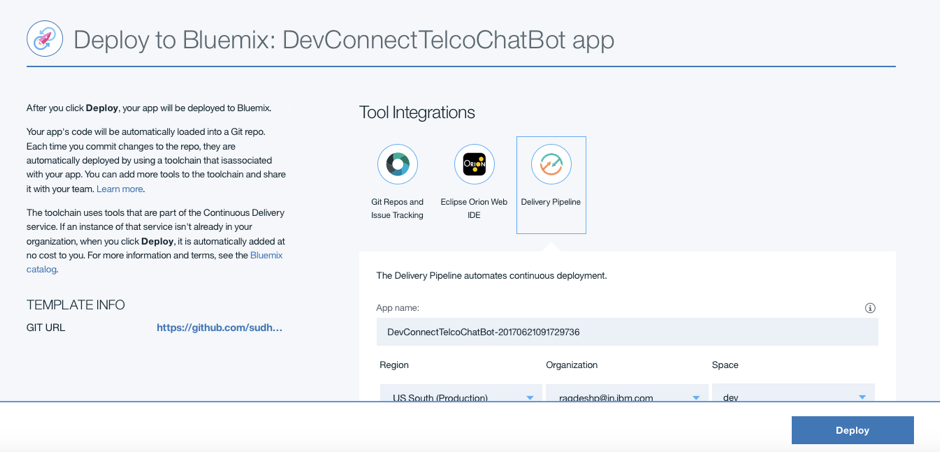 Deploy to Bluemix: DevConnectTelcoChatBot app
After you click Deploy, your app will be deployed to Bluemix.
Your app's code will be automatically loaded into a Git repo.
Each time you commit changes to the repo, they are
automatically deployed by using a toolchain that isassociated
with your app. You can add more tools to the toolchain and share
it with your team. Learn more.
The toolchain uses tools that are part of the Continuous Delivery
service. If an instance of that service isn't already in your
organization, when you click Deploy, it is automatically added at
no cost to you. For more information and terms, see the Bluemix
catalog.
TEMPLATE INFO
GIT URL https://github.com/sudh...
Tool Integrations
Git Repos and
Issue Tracking
ORION
Eclipse Orion Web
IDE
Delivery Pipeline
The Delivery Pipeline automates continuous deployment.
App name:
DevConnectTelcoChatBot-20170621091729736
Region Organization Space
US South (Production) ragdeshp@in.ibm.com dev
Deploy